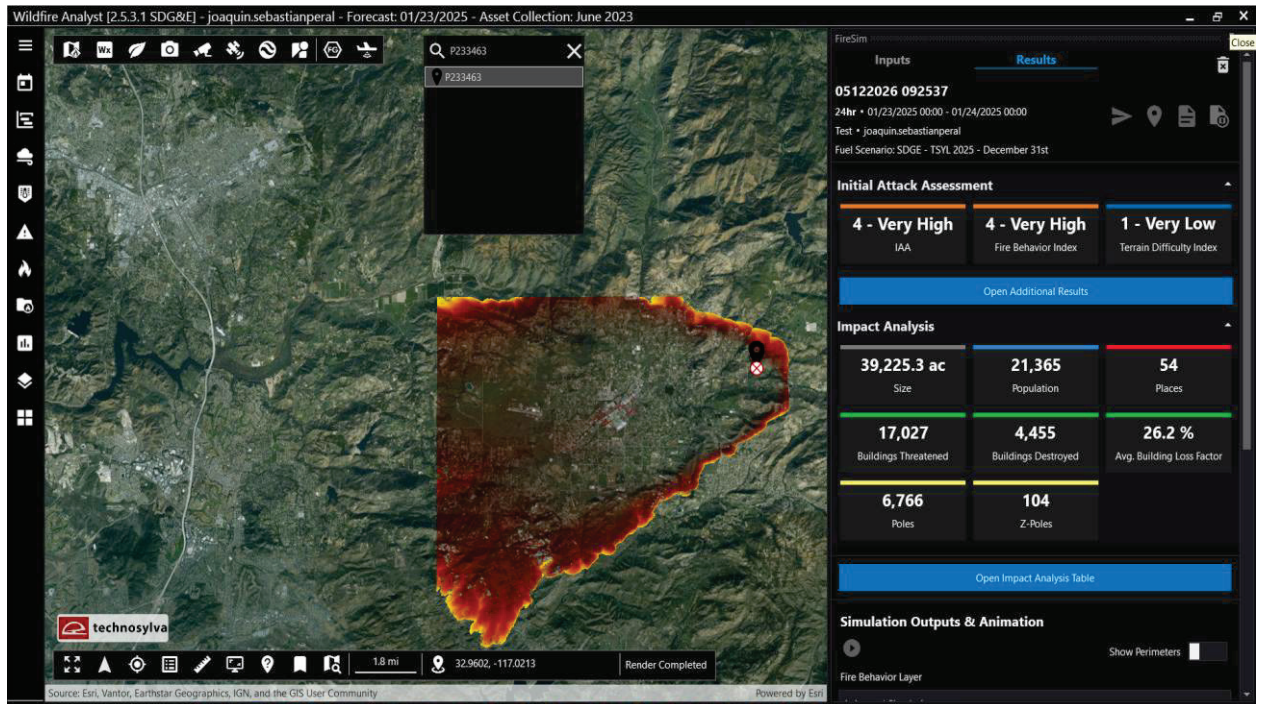 Wildfire Analyst [2.5.3.1 SDG&E] - joaquin.sebastianperal - Forecast: 01/23/2025 - Asset Collection: June 2023
Close
Wx
FG
P233463
P233463
FireSim
Inputs
Results
05122026 092537
24hr • 01/23/2025 00:00 - 01/24/2025 00:00
Test • joaquin.sebastianperal
Fuel Scenario: SDGE - TSYL 2025 - December 31st
Initial Attack Assessment
4 - Very High
IAA
4 - Very High
Fire Behavior Index
1 - Very Low
Terrain Difficulty Index
Open Additional Results
Impact Analysis
39,225.3 ac
Size
21,365
Population
54
Places
17,027
Buildings Threatened
4,455
Buildings Destroyed
26.2 %
Avg. Building Loss Factor
6,766
Poles
104
Z-Poles
Open Impact Analysis Table
Simulation Outputs & Animation
Show Perimeters
Fire Behavior Layer
technosylva
1.8 mi
32.9602, -117.0213
Render Completed
Source: Esri, Vantor, Earthstar Geographics, IGN, and the GIS User Community
Powered by Esri